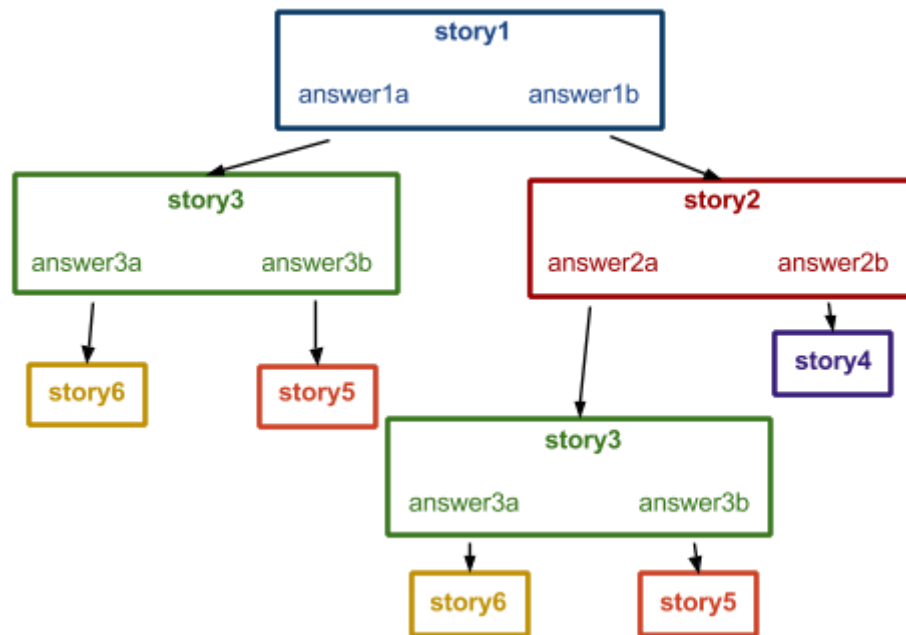 story1
answer1a answer1b
story3
answer3a answer3b
story2
answer2a answer2b
story6
story5
story4
story3
answer3a answer3b
story6
story5